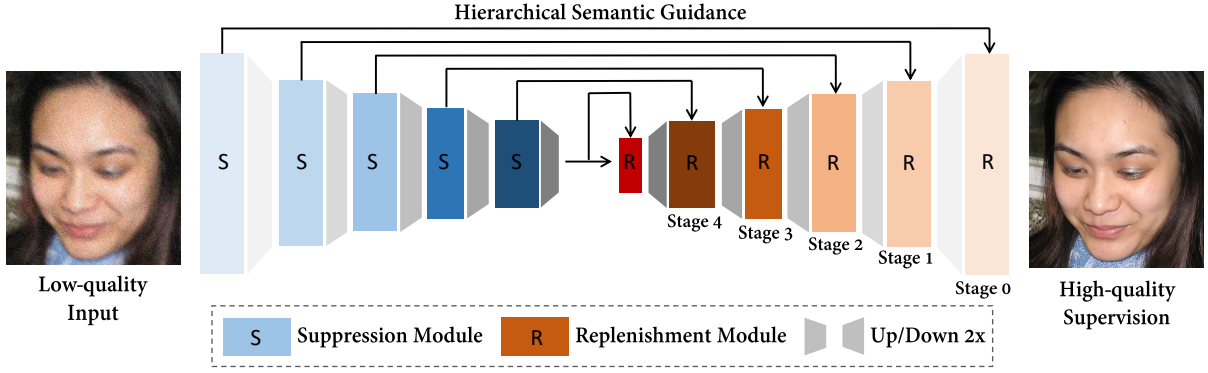 Hierarchical Semantic Guidance
S
S
S
S
S
R
R
R
R
R
R
Stage 4
Stage 3
Stage 2
Stage 1
Stage 0
Low-quality
Input
High-quality
Supervision
S
Suppression Module
R
Replenishment Module
Up/Down 2x